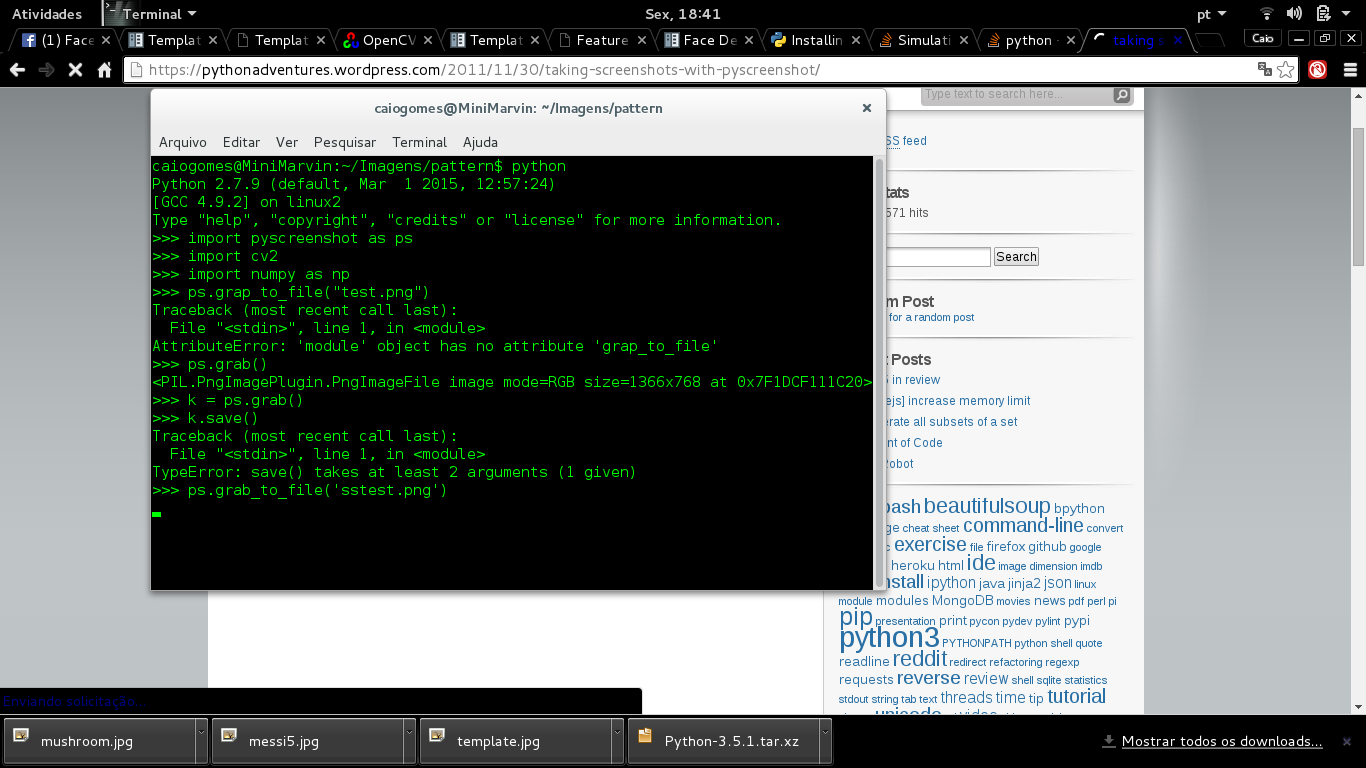 Atividades
Terminal
Sex, 18:41
pt
(1) Face
Templat
Templat
OpenCV
Templat
Feature
Face De
Installin
Simulati
python -
taking s
Caio
https://pythonadventures.wordpress.com/2011/11/30/taking-screenshots-with-pyscreenshot/
caiogomes@MiniMarvin: ~/Imagens/pattern
Arquivo Editar Ver Pesquisar Terminal Ajuda
caiogomes@MiniMarvin:~/Imagens/pattern$ python
Python 2.7.9 (default, Mar  1 2015, 12:57:24)
[GCC 4.9.2] on linux2
Type "help", "copyright", "credits" or "license" for more information.
>>> import pyscreenshot as ps
>>> import cv2
>>> import numpy as np
>>> ps.grap_to_file("test.png")
Traceback (most recent call last):
  File "<stdin>", line 1, in <module>
AttributeError: 'module' object has no attribute 'grap_to_file'
>>> ps.grab()
<PIL.PngImagePlugin.PngImageFile image mode=RGB size=1366x768 at 0x7F1DCF111C20>
>>> k = ps.grab()
>>> k.save()
Traceback (most recent call last):
  File "<stdin>", line 1, in <module>
TypeError: save() takes at least 2 arguments (1 given)
>>> ps.grab_to_file('sstest.png')
Type text to search here...
SS feed
tats
571 hits
Search
m Post
for a random post
t Posts
5 in review
ejs] increase memory limit
erate all subsets of a set
nt of Code
Robot
bash beautifulsoup bpython
ge cheat sheet command-line convert
c exercise file firefox github google
heroku html ide image dimension imdb
nstall ipython java jinja2 json linux
module modules MongoDB movies news pdf perl pi
pip presentation print pycon pydev pylint pypi
python3 PYTHONPATH python shell quote
readline reddit redirect refactoring regexp
requests reverse review shell sqlite statistics
stdout string tab text threads time tip tutorial
unicode
Enviando solicitação...
mushroom.jpg
messi5.jpg
template.jpg
Python-3.5.1.tar.xz
Mostrar todos os downloads...